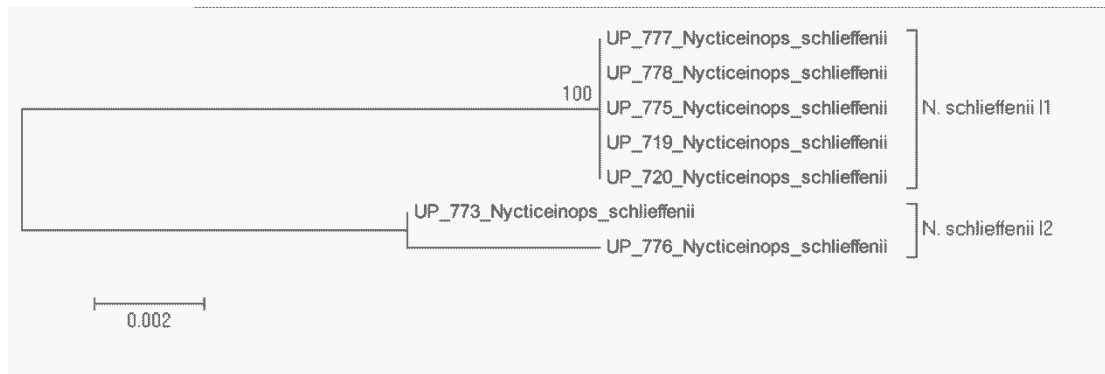 UP_777_Nycticeinops_schlieffenii
UP_778_Nycticeinops_schlieffenii
100
UP_775_Nycticeinops_schlieffenii
N. schlieffenii l1
UP_719_Nycticeinops_schlieffenii
UP_720_Nycticeinops_schlieffenii
UP_773_Nycticeinops_schlieffenii
N. schlieffenii l2
UP_776_Nycticeinops_schlieffenii
0.002